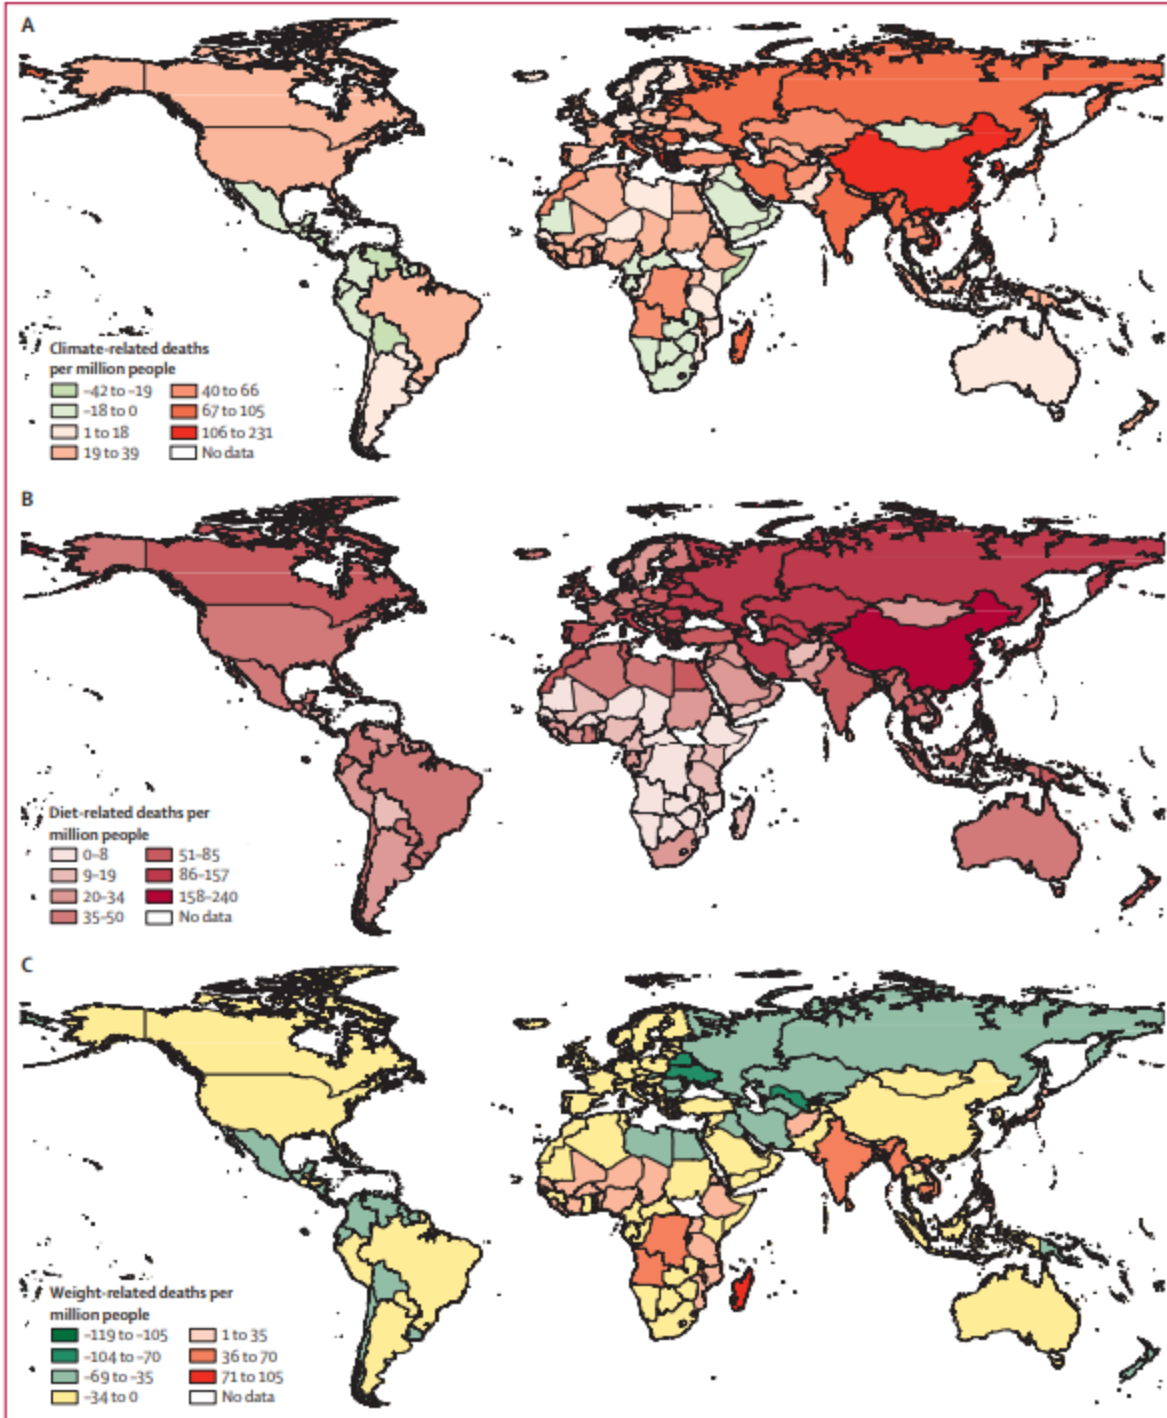 A
Climate-related deaths
per million people
–42 to –19
–18 to 0
1 to 18
19 to 39
40 to 66
67 to 105
106 to 231
No data
B
Diet-related deaths per
million people
0–8
9–19
20–34
35–50
51–85
86–157
158–240
No data
C
Weight-related deaths per
million people
–119 to –105
–104 to –70
–69 to –35
–34 to 0
1 to 35
36 to 70
71 to 105
No data